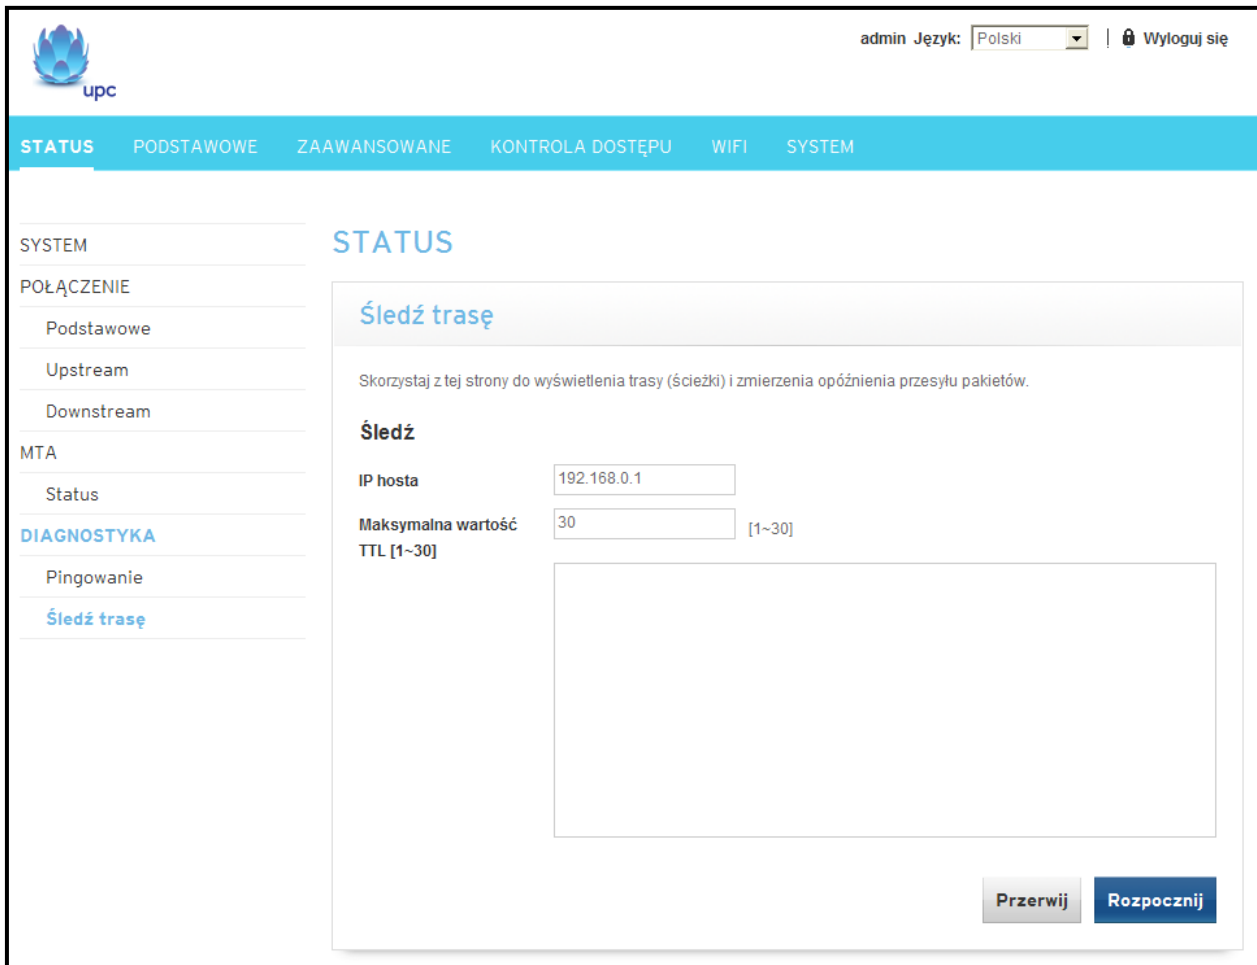 upc
admin Język: Polski | Wyloguj się
STATUS PODSTAWOWE ZAAWANSOWANE KONTROLA DOSTĘPU WIFI SYSTEM
SYSTEM
POŁĄCZENIE
Podstawowe
Upstream
Downstream
MTA
Status
DIAGNOSTYKA
Pingowanie
Śledź trasę
STATUS
Śledź trasę
Skorzystaj z tej strony do wyświetlenia trasy (ścieżki) i zmierzenia opóźnienia przesyłu pakietów.
Śledź
IP hosta 192.168.0.1
Maksymalna wartość 30 [1~30]
TTL [1~30]
Przerwij Rozpocznij